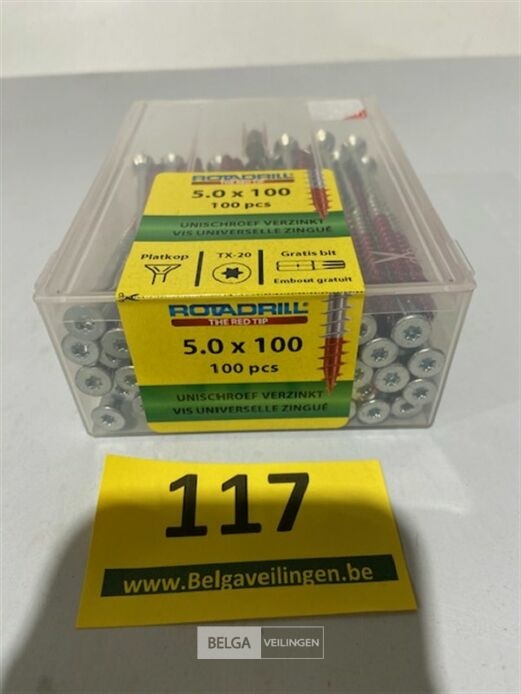 ROTADRILL
THE RED TIP
5.0 x 100
100 pcs
UNISCHROEF VERZINKT
VIS UNIVERSELLE ZINGUÉ
Platkop
TX-20
Gratis bit
Embout gratuit
ROTADRILL
THE RED TIP
5.0 x 100
100 pcs
UNISCHROEF VERZINKT
VIS UNIVERSELLE ZINGUÉ
117
www.Belgaveilingen.be
BELGA VEILINGEN